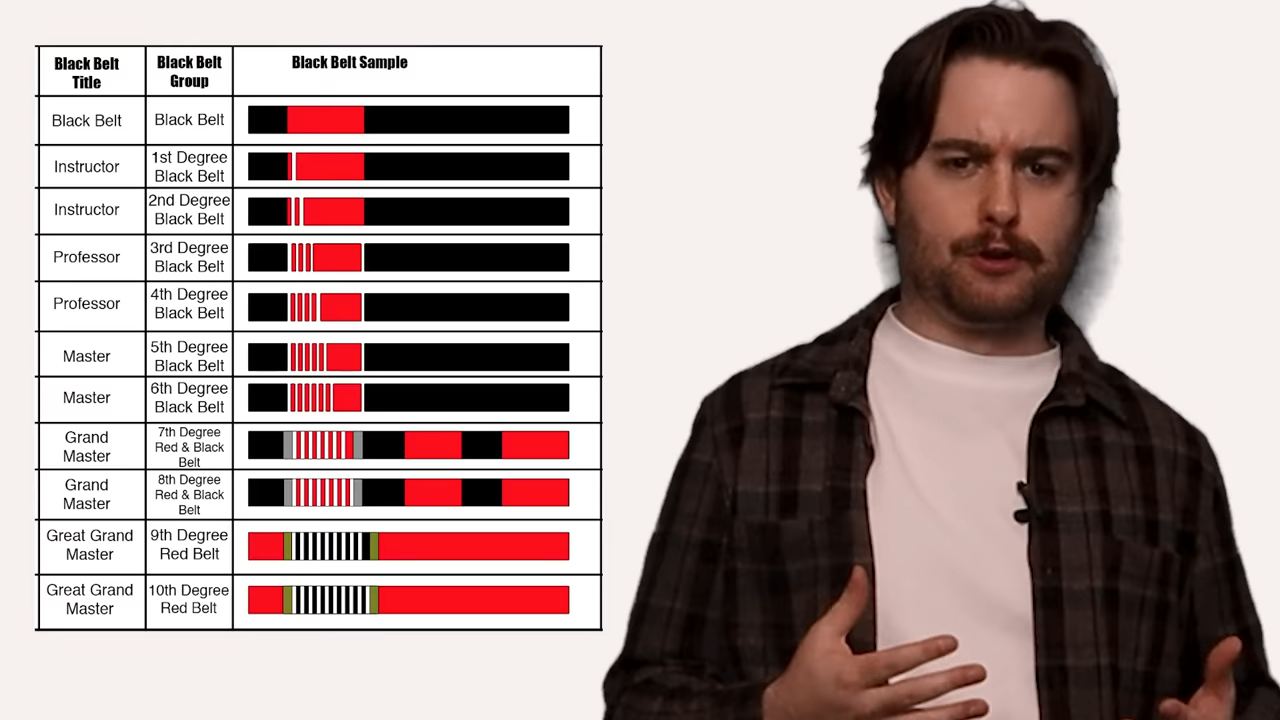 Black Belt
Title
Black Belt
Group
Black Belt Sample
Black Belt
Black Belt
Instructor
1st Degree
Black Belt
Instructor
2nd Degree
Black Belt
Professor
3rd Degree
Black Belt
Professor
4th Degree
Black Belt
Master
5th Degree
Black Belt
Master
6th Degree
Black Belt
Grand
Master
7th Degree
Red & Black
Belt
Grand
Master
8th Degree
Red & Black
Belt
Great Grand
Master
9th Degree
Red Belt
Great Grand
Master
10th Degree
Red Belt